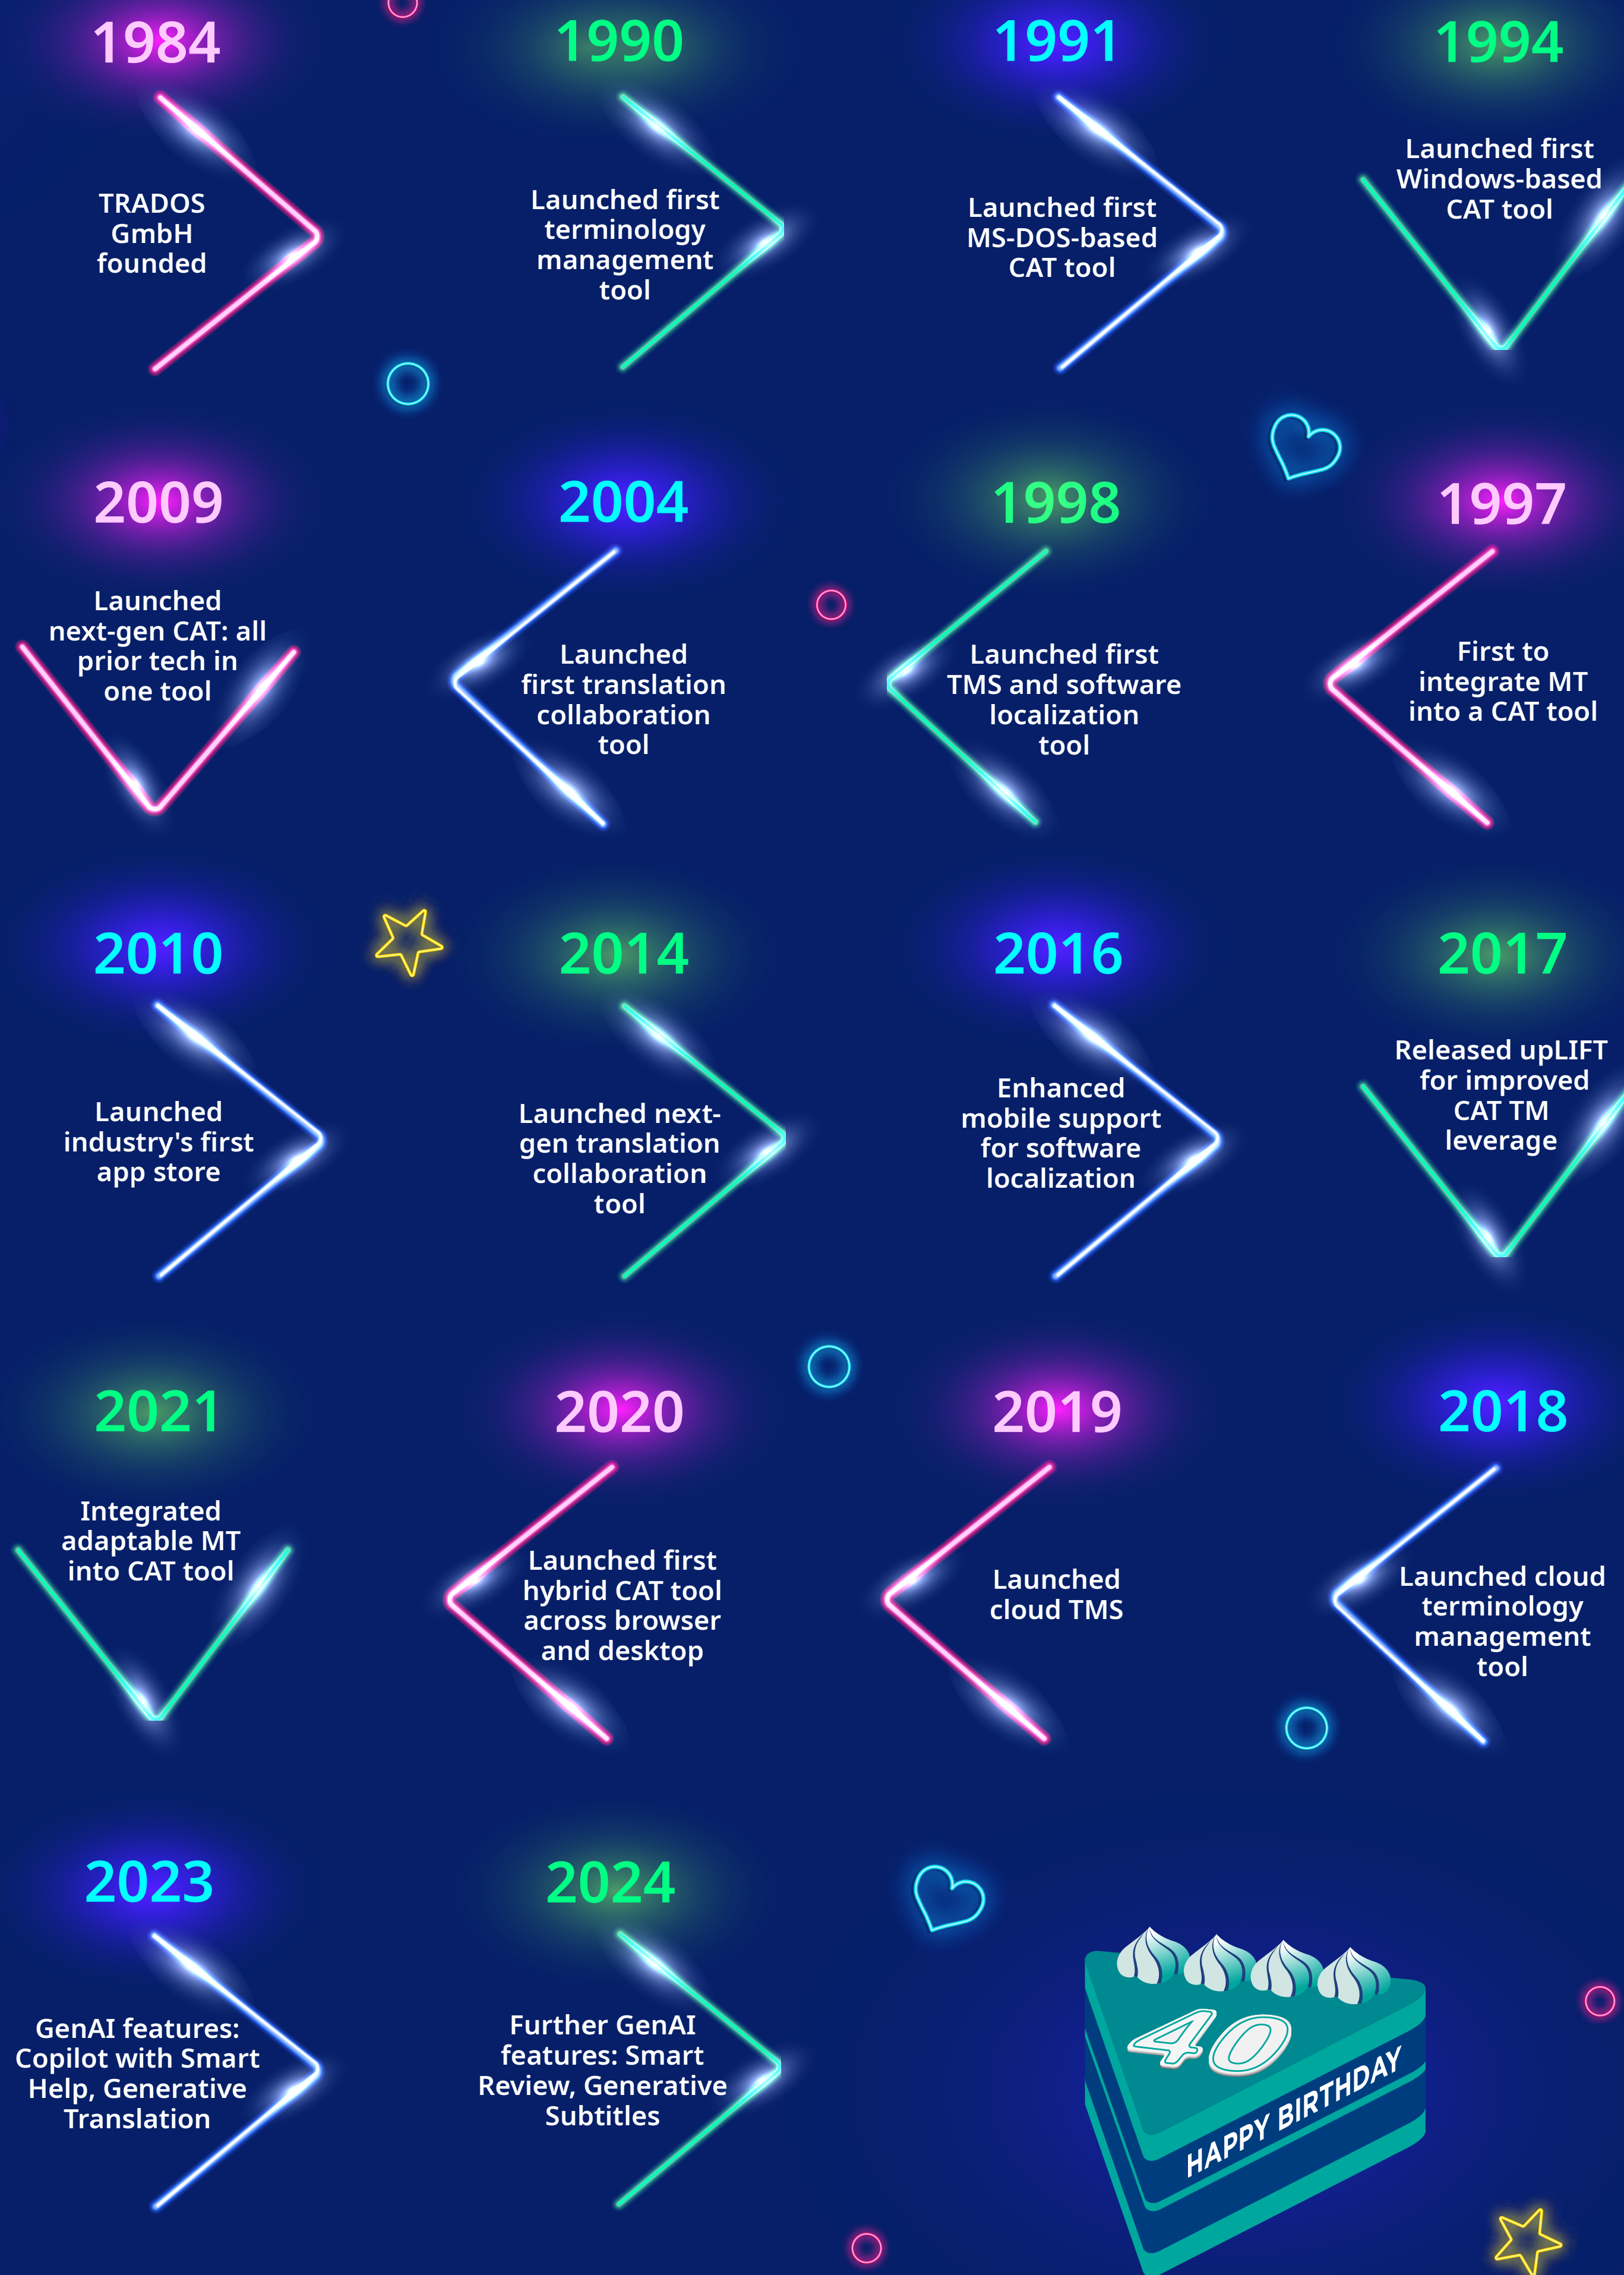 1984
TRADOS
GmbH
founded
1990
Launched first
terminology
management
tool
1991
Launched first
MS-DOS-based
CAT tool
1994
Launched first
Windows-based
CAT tool
1997
First to
integrate MT
into a CAT tool
1998
Launched first
TMS and software
localization
tool
2004
Launched
first translation
collaboration
tool
2009
Launched
next-gen CAT: all
prior tech in
one tool
2010
Launched
industry's first
app store
2014
Launched next-
gen translation
collaboration
tool
2016
Enhanced
mobile support
for software
localization
2017
Released upLIFT
for improved
CAT TM
leverage
2018
Launched cloud
terminology
management
tool
2019
Launched
cloud TMS
2020
Launched first
hybrid CAT tool
across browser
and desktop
2021
Integrated
adaptable MT
into CAT tool
2023
GenAI features:
Copilot with Smart
Help, Generative
Translation
2024
Further GenAI
features: Smart
Review, Generative
Subtitles
40
HAPPY BIRTHDAY